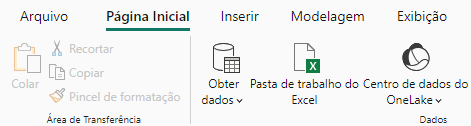 Arquivo Página Inicial Inserir Modelagem Exibição
Colar
Recortar
Copiar
Pincel de formatação
Área de Transferência
Obter
dados
Pasta de trabalho do
Excel
Centro de dados do
OneLake
Dados